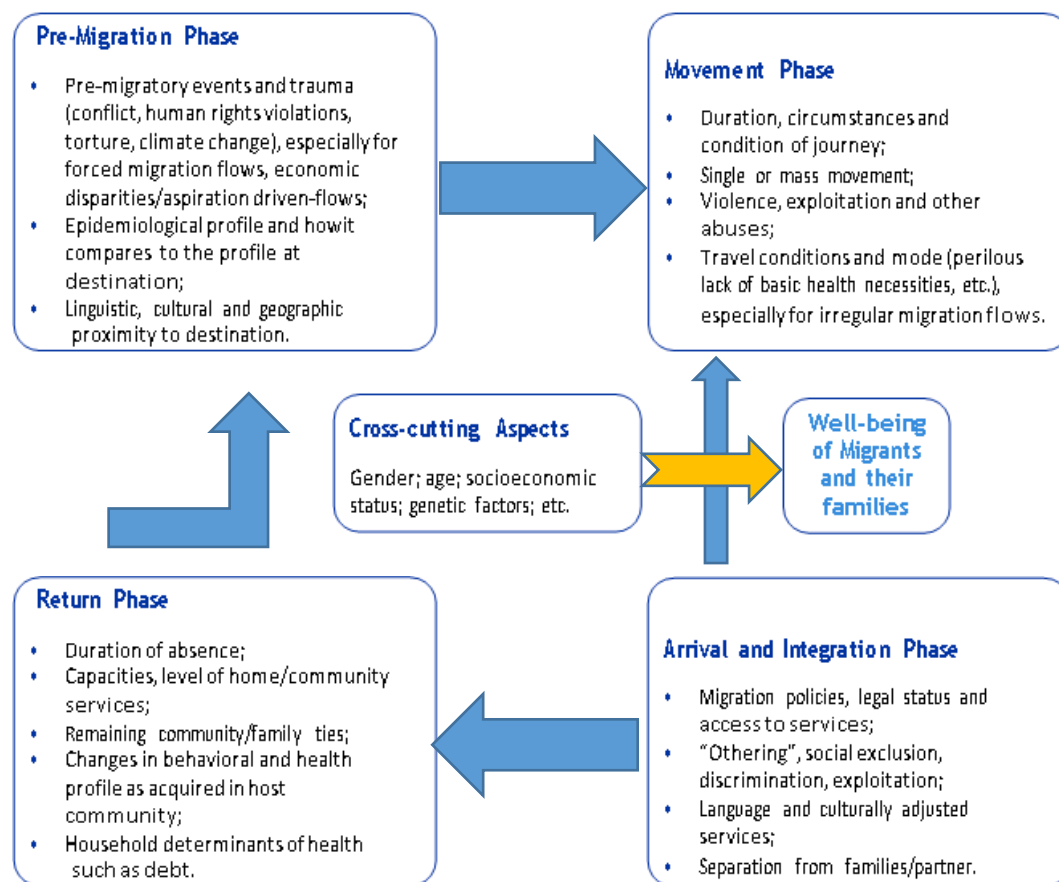 Pre-Migration Phase
• Pre-migratory events and trauma
(conflict, human rights violations,
torture, climate change), especially for
forced migration flows, economic
disparities/aspiration driven-flows;
• Epidemiological profile and howit
compares to the profile at
destination;
• Linguistic, cultural and geographic
proximity to destination.
Movement Phase
• Duration, circumstances and
condition of journey;
• Single or mass movement;
• Violence, exploitation and other
abuses;
• Travel conditions and mode (perilous
lack of basic health necessities, etc.),
especially for irregular migration flows.
Cross-cutting Aspects
Gender; age; socioeconomic
status; genetic factors; etc.
Well-being
of Migrants
and their
families
Return Phase
• Duration of absence;
• Capacities, level of home/community
services;
• Remaining community/family ties;
• Changes in behavioral and health
profile as acquired in host
community;
• Household determinants of health
such as debt.
Arrival and Integration Phase
• Migration policies, legal status and
access to services;
• “Othering”, social exclusion,
discrimination, exploitation;
• Language and culturally adjusted
services;
• Separation from families/partner.